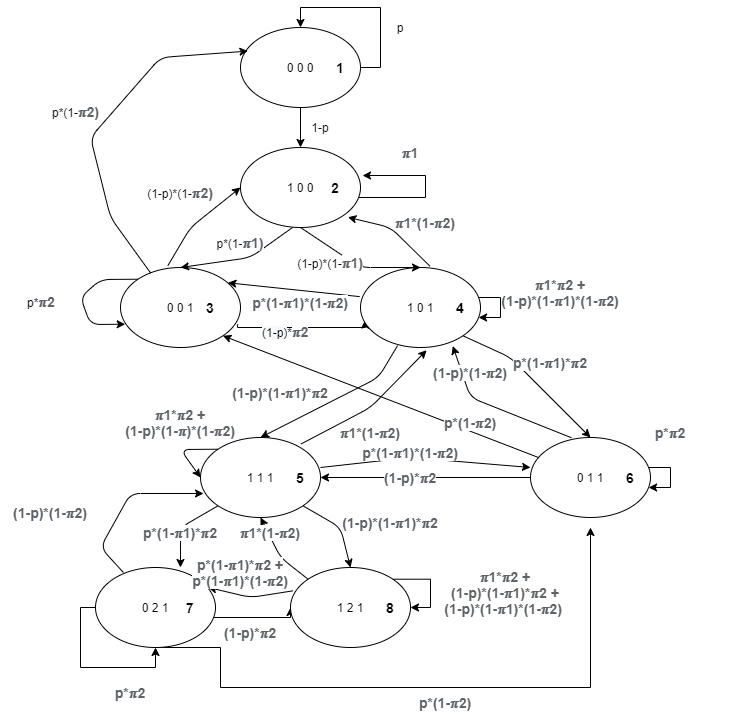 p
0 0 0 1
p*(1-π2)
1-p
π1
1 0 0 2
(1-p)*(1-π2)
π1*(1-π2)
p*(1-π1)
(1-p)*(1-π1)
p*π2
0 0 1 3
p*(1-π1)*(1-π2)
1 0 1 4
π1*π2 +
(1-p)*(1-π1)*(1-π2)
(1-p)*π2
p*(1-π1)*π2
(1-p)*(1-π2)
(1-p)*(1-π1)*π2
π1*π2 +
(1-p)*(1-π)*(1-π2)
p*(1-π2)
π1*(1-π2)
p*π2
p*(1-π1)*(1-π2)
1 1 1 5
(1-p)*π2
0 1 1 6
(1-p)*(1-π2)
p*(1-π1)*π2
π1*(1-π2)
(1-p)*(1-π1)*π2
p*(1-π1)*π2 +
p*(1-π1)*(1-π2)
π1*π2 +
(1-p)*(1-π1)*π2 +
(1-p)*(1-π1)*(1-π2)
0 2 1 7
1 2 1 8
(1-p)*π2
p*π2
p*(1-π2)